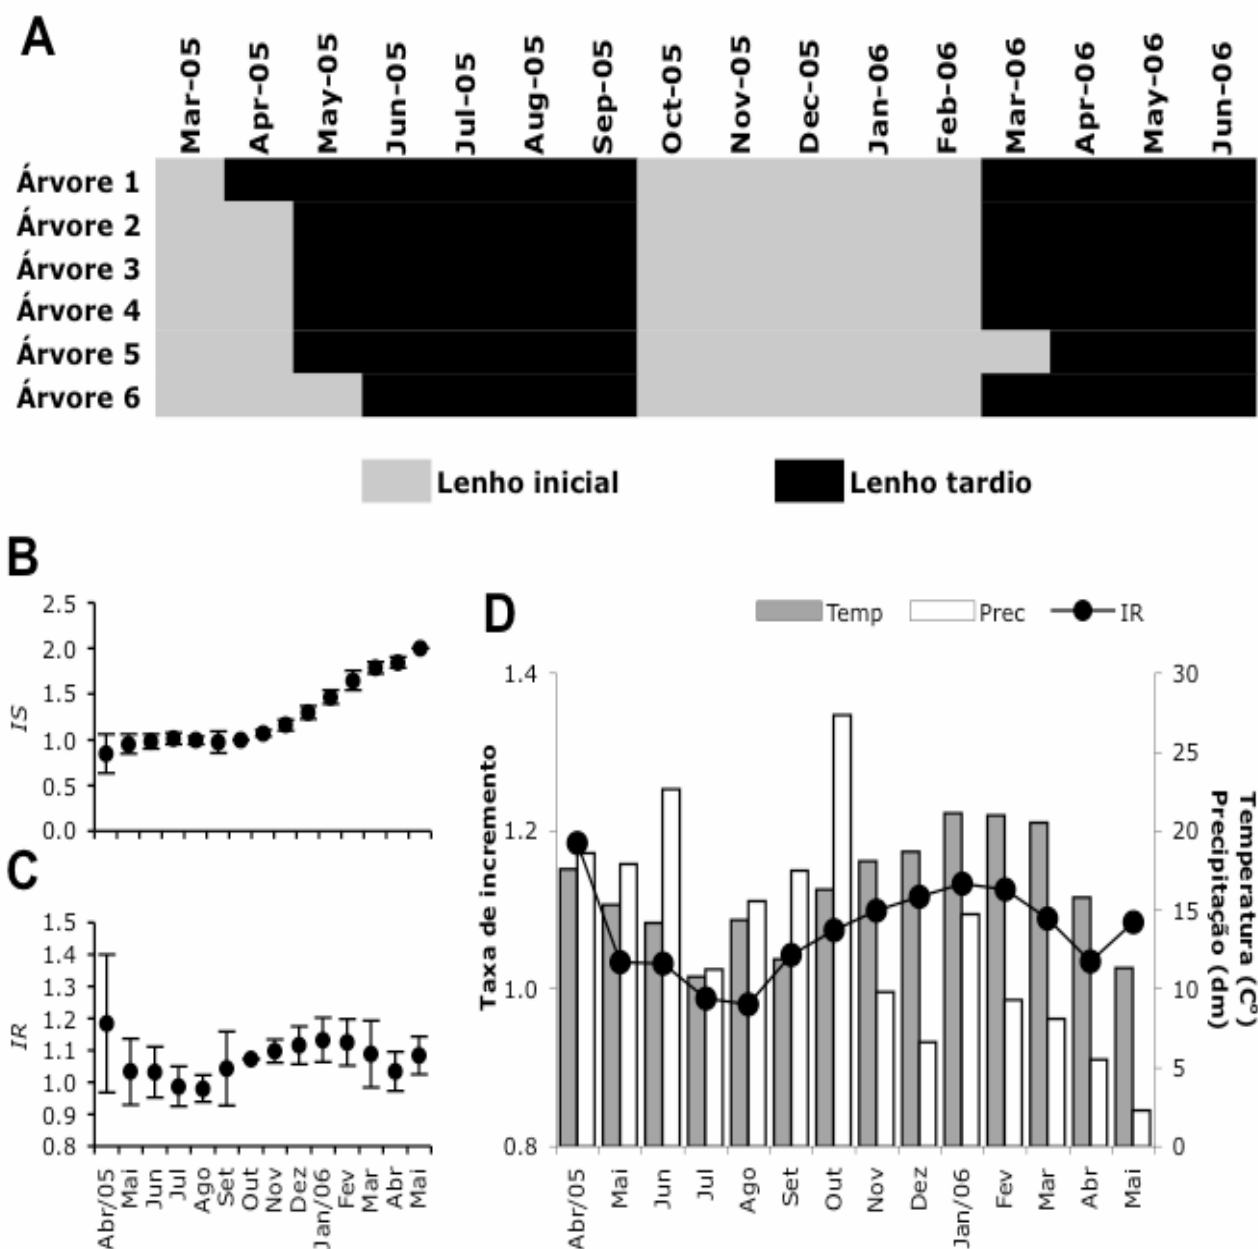 A
Mar-05
Apr-05
May-05
Jun-05
Jul-05
Aug-05
Sep-05
Oct-05
Nov-05
Dec-05
Jan-06
Feb-06
Mar-06
Apr-06
May-06
Jun-06
Árvore 1
Árvore 2
Árvore 3
Árvore 4
Árvore 5
Árvore 6
Lenho inicial
Lenho tardio
B
IS
2.5
2.0
1.5
1.0
0.5
0.0
C
IR
1.5
1.4
1.3
1.2
1.1
1.0
0.9
0.8
Abr/05
Mai
Jun
Jul
Ago
Set
Out
Nov
Dez
Jan/06
Fev
Mar
Abr
Mai
D
Temp
Prec
IR
Taxa de incremento
1.4
1.2
1.0
0.8
30
25
20
15
10
5
0
Temperatura (Cº)
Precipitação (dm)
Abr/05
Mai
Jun
Jul
Ago
Set
Out
Nov
Dez
Jan/06
Fev
Mar
Abr
Mai